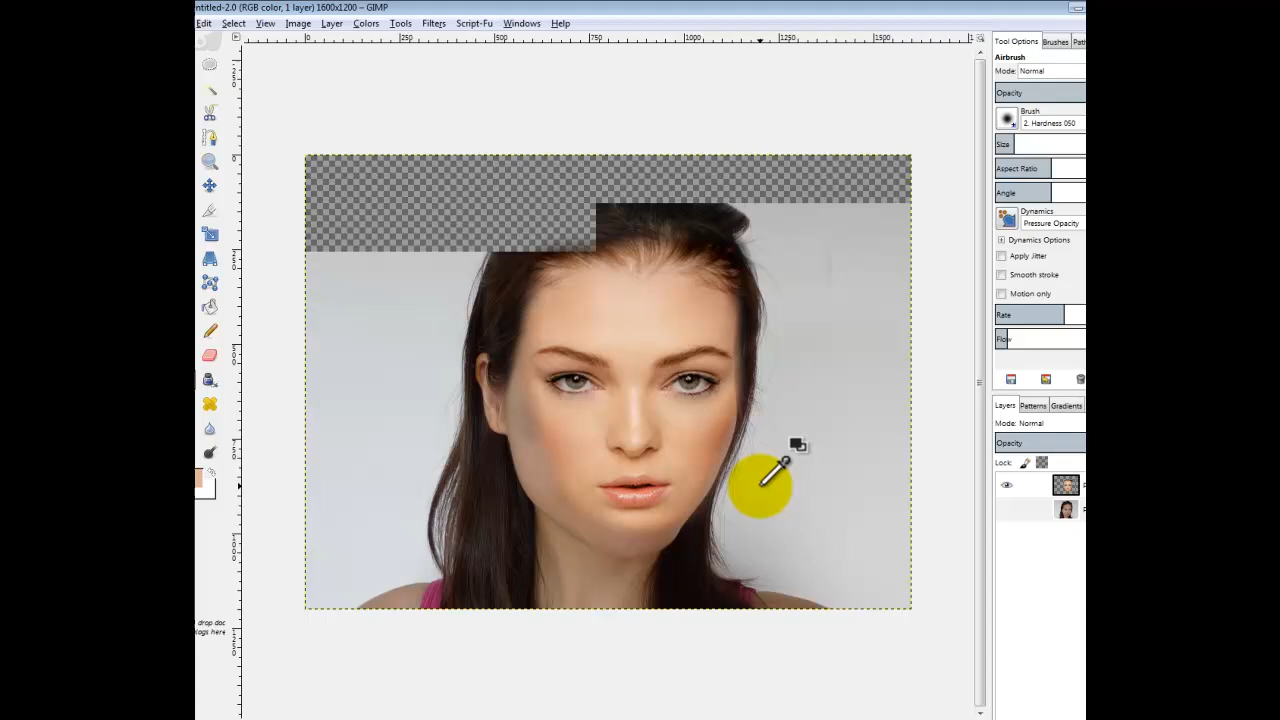 ntitled-2.0 (RGB color, 1 layer) 1600x1200 – GIMP
Edit Select View Image Layer Colors Tools Filters Script-Fu Windows Help
0 250 500 750 1000 1250 1500
Tool Options Brushes Pat
Airbrush
Mode: Normal
Opacity
Brush
2. Hardness 050
Size
Aspect Ratio
Angle
Dynamics
Pressure Opacity
Dynamics Options
Apply Jitter
Smooth stroke
Motion only
Rate
Flow
Layers Patterns Gradients
Mode: Normal
Opacity
Lock:
drop doc
logs here